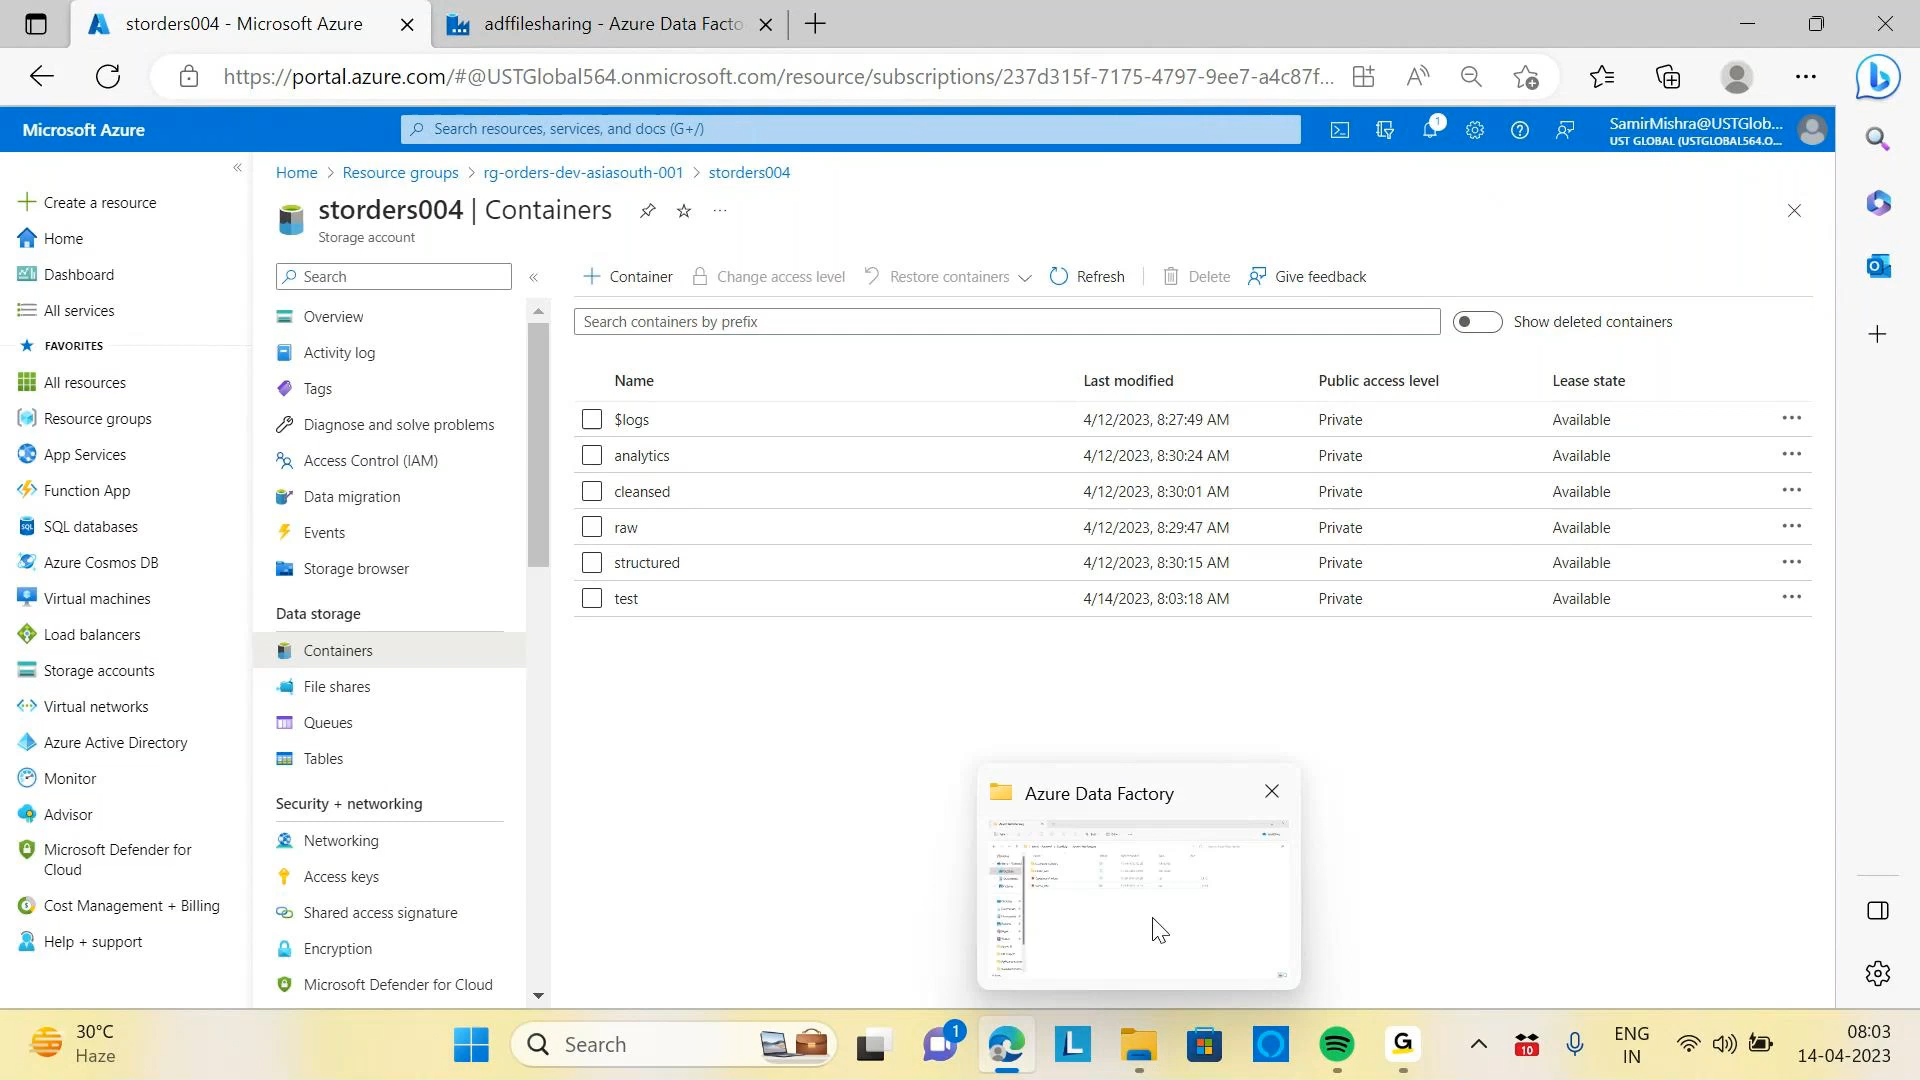 storders004 - Microsoft Azure
adffilesharing - Azure Data Facto
https://portal.azure.com/#@USTGlobal564.onmicrosoft.com/resource/subscriptions/237d315f-7175-4797-9ee7-a4c87f...
Microsoft Azure
Search resources, services, and docs (G+/)
1
SamirMishra@USTGlob...
UST GLOBAL (USTGLOBAL564.O...
Home > Resource groups > rg-orders-dev-asiasouth-001 > storders004
storders004 | Containers
Storage account
Create a resource
Home
Dashboard
All services
FAVORITES
All resources
Resource groups
App Services
Function App
SQL databases
Azure Cosmos DB
Virtual machines
Load balancers
Storage accounts
Virtual networks
Azure Active Directory
Monitor
Advisor
Microsoft Defender for
Cloud
Cost Management + Billing
Help + support
Search
Overview
Activity log
Tags
Diagnose and solve problems
Access Control (IAM)
Data migration
Events
Storage browser
Data storage
Containers
File shares
Queues
Tables
Security + networking
Networking
Access keys
Shared access signature
Encryption
Microsoft Defender for Cloud
Container Change access level Restore containers Refresh Delete Give feedback
Search containers by prefix
Show deleted containers
Name Last modified Public access level Lease state
$logs 4/12/2023, 8:27:49 AM Private Available
analytics 4/12/2023, 8:30:24 AM Private Available
cleansed 4/12/2023, 8:30:01 AM Private Available
raw 4/12/2023, 8:29:47 AM Private Available
structured 4/12/2023, 8:30:15 AM Private Available
test 4/14/2023, 8:03:18 AM Private Available
Azure Data Factory
30°C
Haze
Search
1
L
G
10
ENG
IN
08:03
14-04-2023